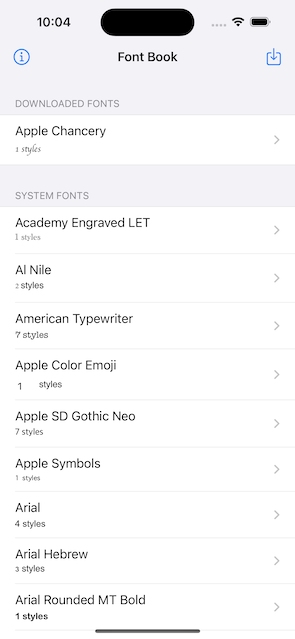 10:04
Font Book
DOWNLOADED FONTS
Apple Chancery
1 styles
SYSTEM FONTS
Academy Engraved LET
1 styles
Al Nile
2 styles
American Typewriter
7 styles
Apple Color Emoji
1 styles
Apple SD Gothic Neo
7 styles
Apple Symbols
1 styles
Arial
4 styles
Arial Hebrew
3 styles
Arial Rounded MT Bold
1 styles